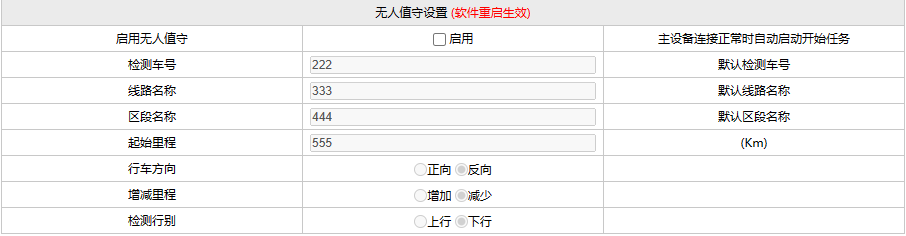 无人值守设置 (软件重启生效)
启用无人值守 启用 主设备连接正常时自动启动开始任务
检测车号 222 默认检测车号
线路名称 333 默认线路名称
区段名称 444 默认区段名称
起始里程 555 (Km)
行车方向 正向 反向
增减里程 增加 减少
检测行别 上行 下行